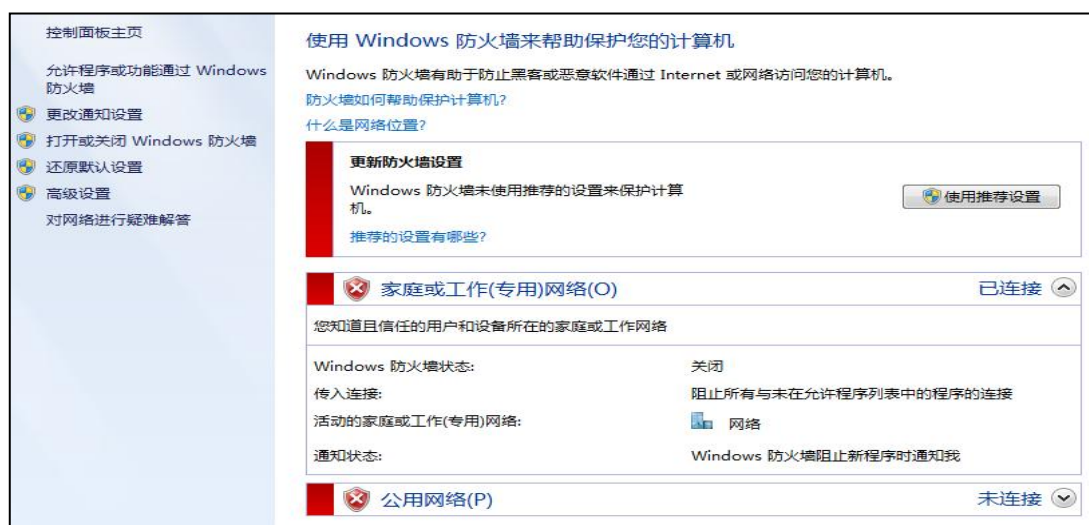 控制面板主页
允许程序或功能通过 Windows
防火墙
更改通知设置
打开或关闭 Windows 防火墙
还原默认设置
高级设置
对网络进行疑难解答
使用 Windows 防火墙来帮助保护您的计算机
Windows 防火墙有助于防止黑客或恶意软件通过 Internet 或网络访问您的计算机。
防火墙如何帮助保护计算机?
什么是网络位置?
更新防火墙设置
Windows 防火墙未使用推荐的设置来保护计算
机。
使用推荐设置
推荐的设置有哪些?
家庭或工作(专用)网络(O) 已连接
您知道且信任的用户和设备所在的家庭或工作网络
Windows 防火墙状态: 关闭
传入连接: 阻止所有与未在允许程序列表中的程序的连接
活动的家庭或工作(专用)网络: 网络
通知状态: Windows 防火墙阻止新程序时通知我
公用网络(P) 未连接